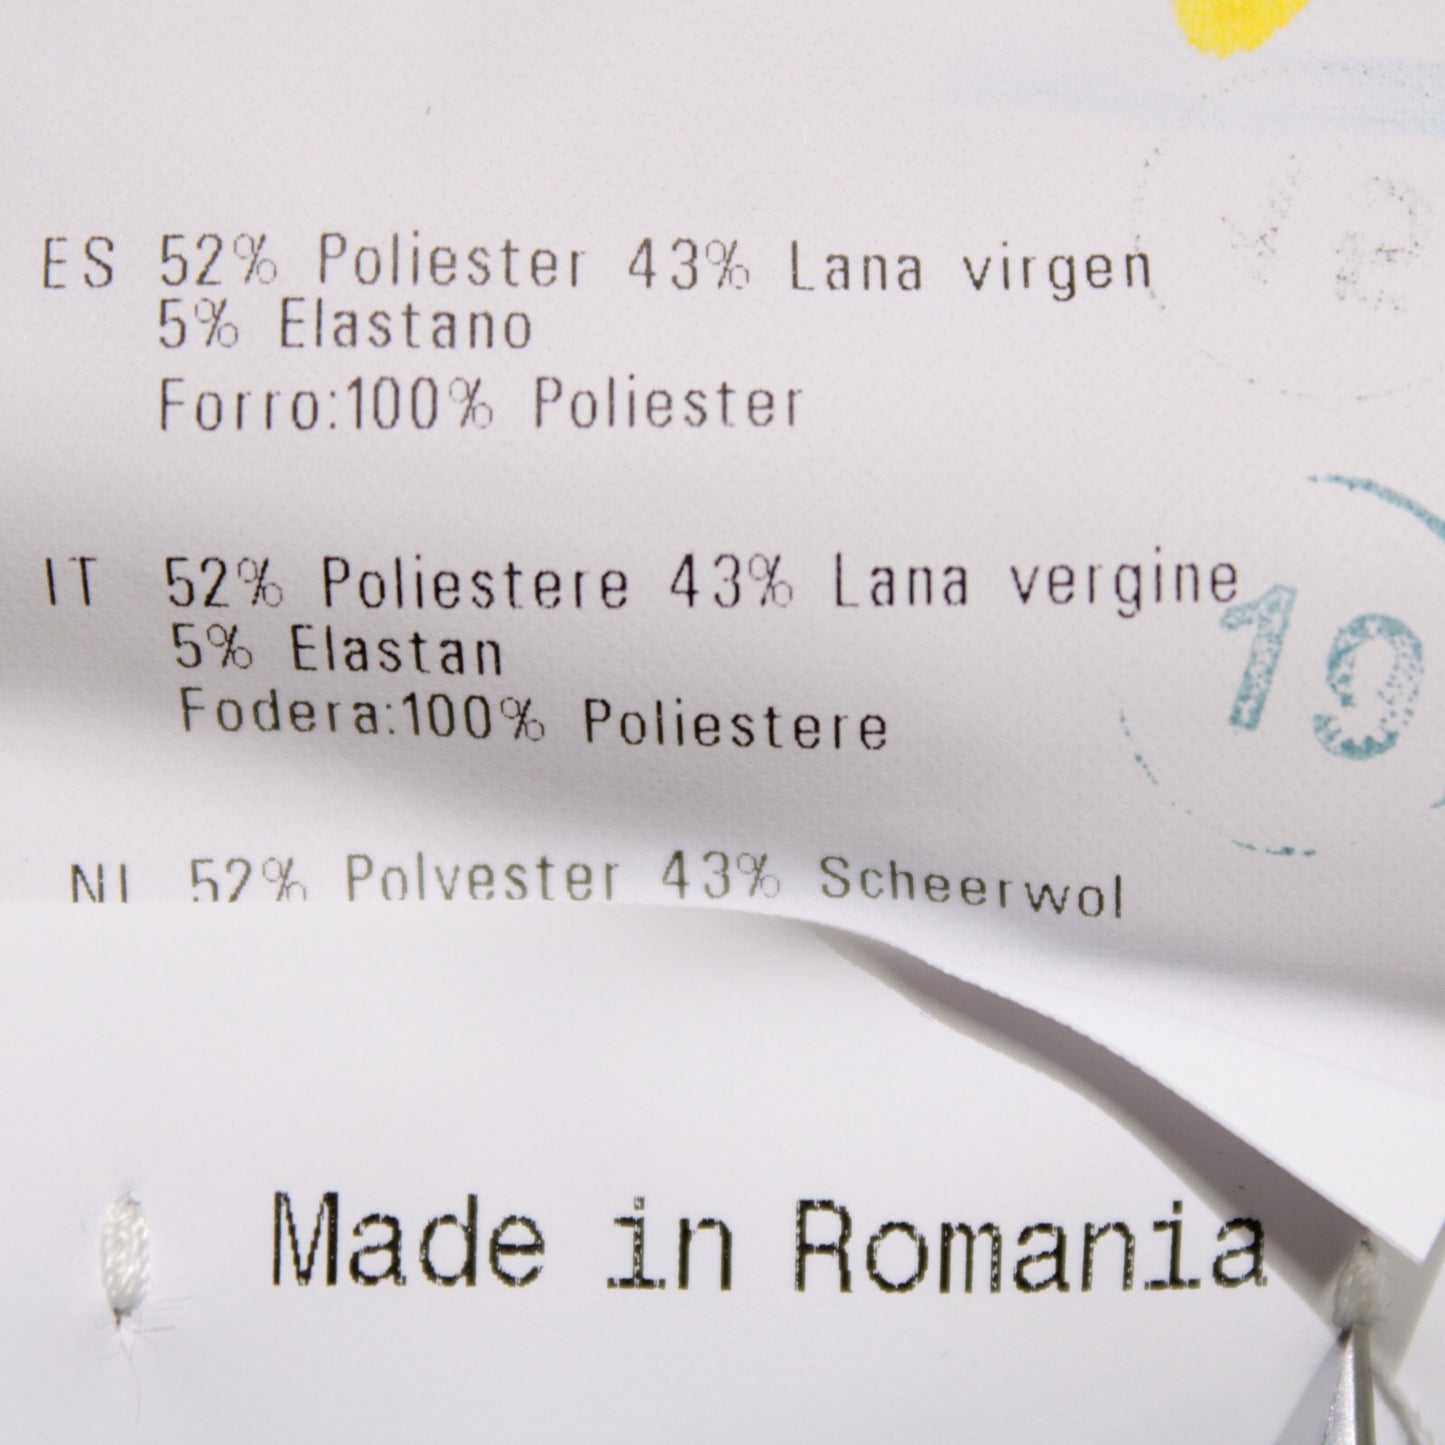 ES 52% Poliester 43% Lana virgen
5% Elastano
Forro:100% Poliester
IT 52% Poliestere 43% Lana vergine
5% Elastan
Fodera:100% Poliestere
19
NL 52% Polyester 43% Scheerwol
Made in Romania